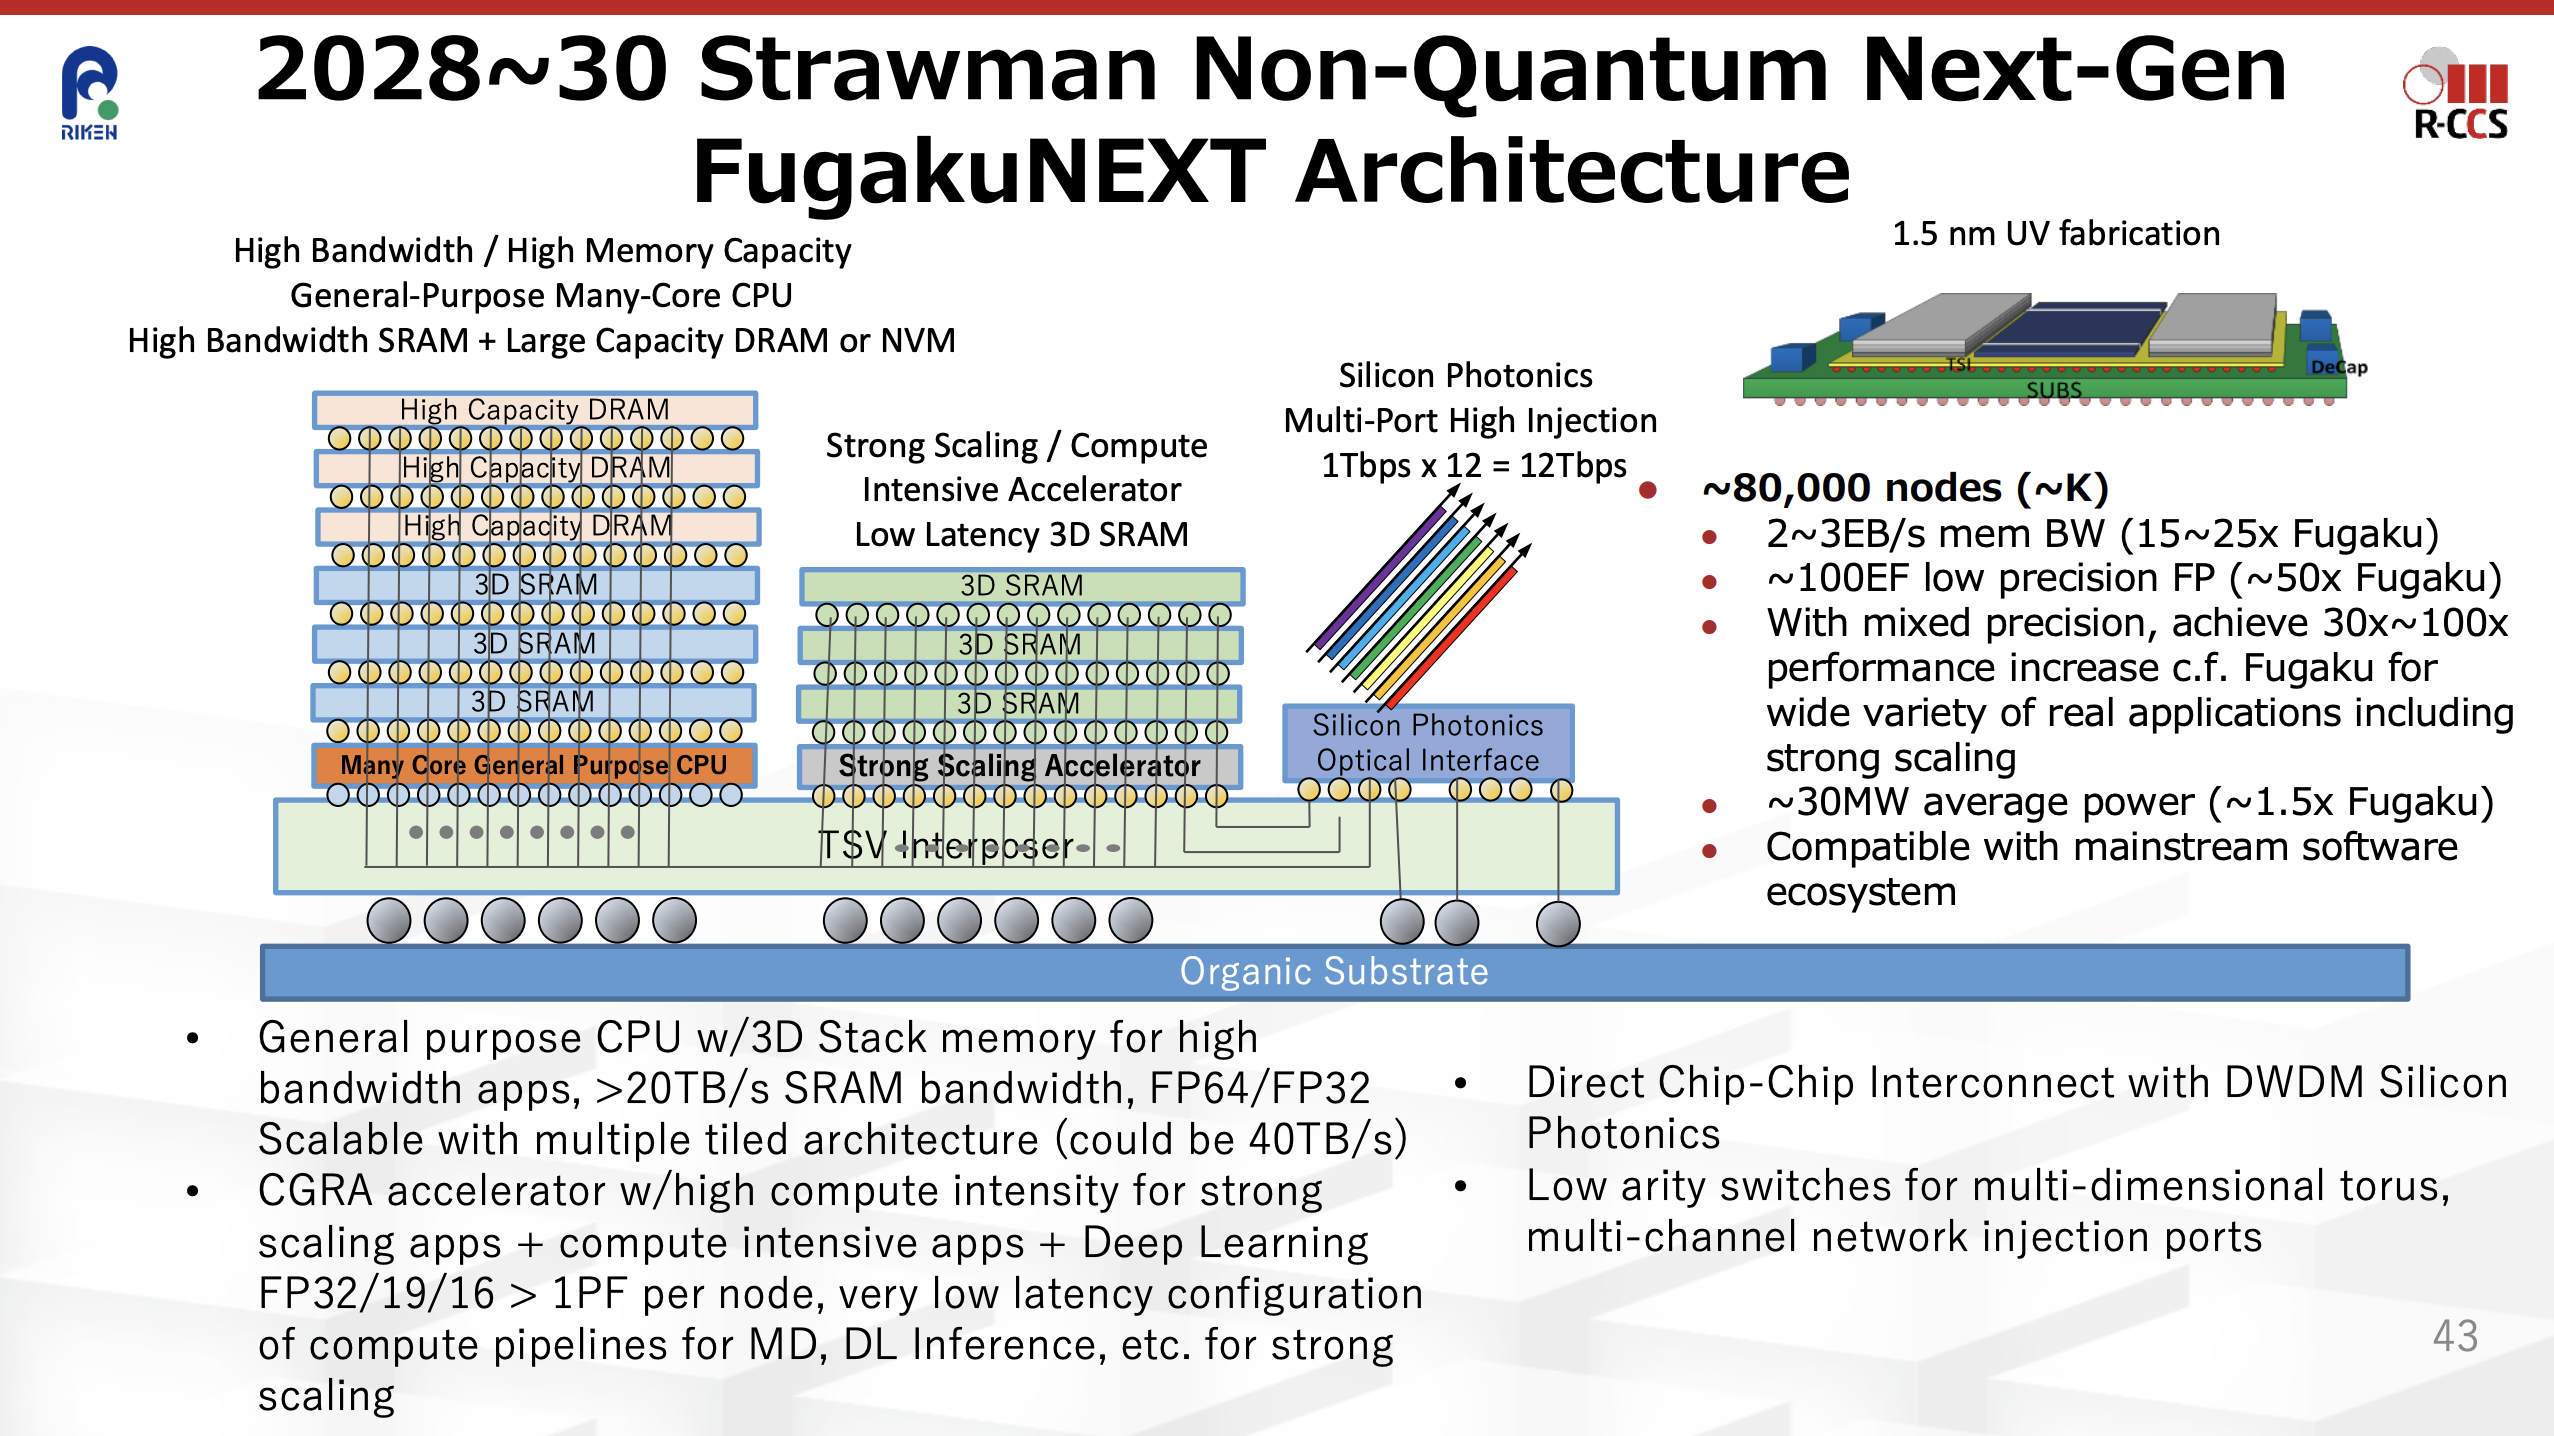 2028~30 Strawman Non-Quantum Next-Gen
FugakuNEXT Architecture
RIKEN
R-CCS
High Bandwidth / High Memory Capacity
General-Purpose Many-Core CPU
High Bandwidth SRAM + Large Capacity DRAM or NVM
High Capacity DRAM
High Capacity DRAM
High Capacity DRAM
3D SRAM
3D SRAM
3D SRAM
Many Core General Purpose CPU
Strong Scaling / Compute
Intensive Accelerator
Low Latency 3D SRAM
3D SRAM
3D SRAM
3D SRAM
Strong Scaling Accelerator
Silicon Photonics
Multi-Port High Injection
1Tbps x 12 = 12Tbps
Silicon Photonics
Optical Interface
TSV Interposer
Organic Substrate
1.5 nm UV fabrication
TSI
DeCap
SUBS
● ~80,000 nodes (~K)
● 2~3EB/s mem BW (15~25x Fugaku)
● ~100EF low precision FP (~50x Fugaku)
● With mixed precision, achieve 30x~100x
performance increase c.f. Fugaku for
wide variety of real applications including
strong scaling
● ~30MW average power (~1.5x Fugaku)
● Compatible with mainstream software
ecosystem
• General purpose CPU w/3D Stack memory for high
bandwidth apps, >20TB/s SRAM bandwidth, FP64/FP32
Scalable with multiple tiled architecture (could be 40TB/s)
• CGRA accelerator w/high compute intensity for strong
scaling apps + compute intensive apps + Deep Learning
FP32/19/16 > 1PF per node, very low latency configuration
of compute pipelines for MD, DL Inference, etc. for strong
scaling
• Direct Chip-Chip Interconnect with DWDM Silicon
Photonics
• Low arity switches for multi-dimensional torus,
multi-channel network injection ports
43